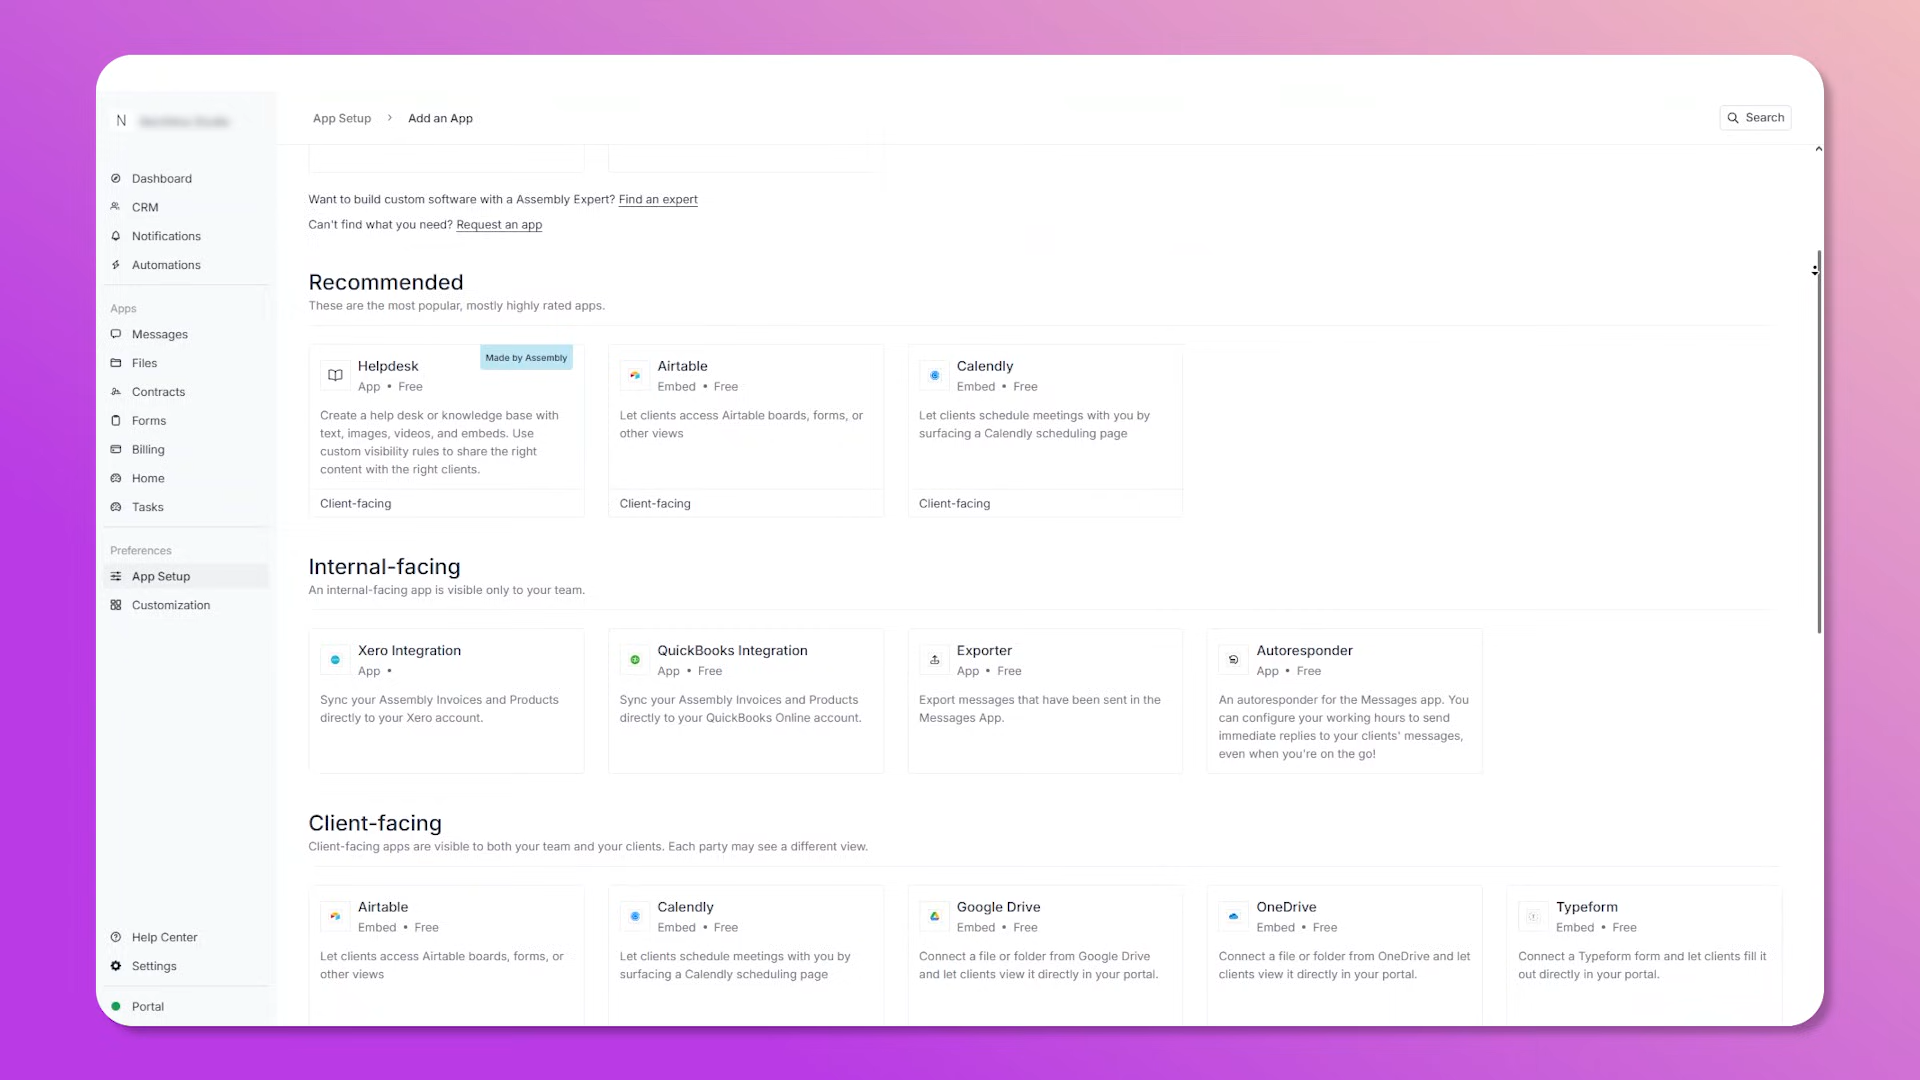 N
App Setup > Add an App
Search
Dashboard
CRM
Notifications
Automations
Apps
Messages
Files
Contracts
Forms
Billing
Home
Tasks
Preferences
App Setup
Customization
Help Center
Settings
Portal
Want to build custom software with a Assembly Expert? Find an expert
Can't find what you need? Request an app
Recommended
These are the most popular, mostly highly rated apps.
Helpdesk
App • Free
Made by Assembly
Create a help desk or knowledge base with
text, images, videos, and embeds. Use
custom visibility rules to share the right
content with the right clients.
Client-facing
Airtable
Embed • Free
Let clients access Airtable boards, forms, or
other views
Client-facing
Calendly
Embed • Free
Let clients schedule meetings with you by
surfacing a Calendly scheduling page
Client-facing
Internal-facing
An internal-facing app is visible only to your team.
Xero Integration
App •
Sync your Assembly Invoices and Products
directly to your Xero account.
QuickBooks Integration
App • Free
Sync your Assembly Invoices and Products
directly to your QuickBooks Online account.
Exporter
App • Free
Export messages that have been sent in the
Messages App.
Autoresponder
App • Free
An autoresponder for the Messages app. You
can configure your working hours to send
immediate replies to your clients' messages,
even when you're on the go!
Client-facing
Client-facing apps are visible to both your team and your clients. Each party may see a different view.
Airtable
Embed • Free
Let clients access Airtable boards, forms, or
other views
Calendly
Embed • Free
Let clients schedule meetings with you by
surfacing a Calendly scheduling page
Google Drive
Embed • Free
Connect a file or folder from Google Drive
and let clients view it directly in your portal.
OneDrive
Embed • Free
Connect a file or folder from OneDrive and let
clients view it directly in your portal.
Typeform
Embed • Free
Connect a Typeform form and let clients fill it
out directly in your portal.